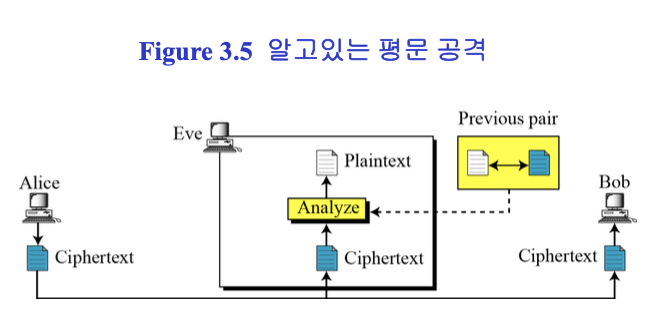 Figure 3.5 알고있는 평문 공격
Previous pair
Eve
Plaintext
Alice
Bob
Analyze
Ciphertext
Ciphertext
Ciphertext